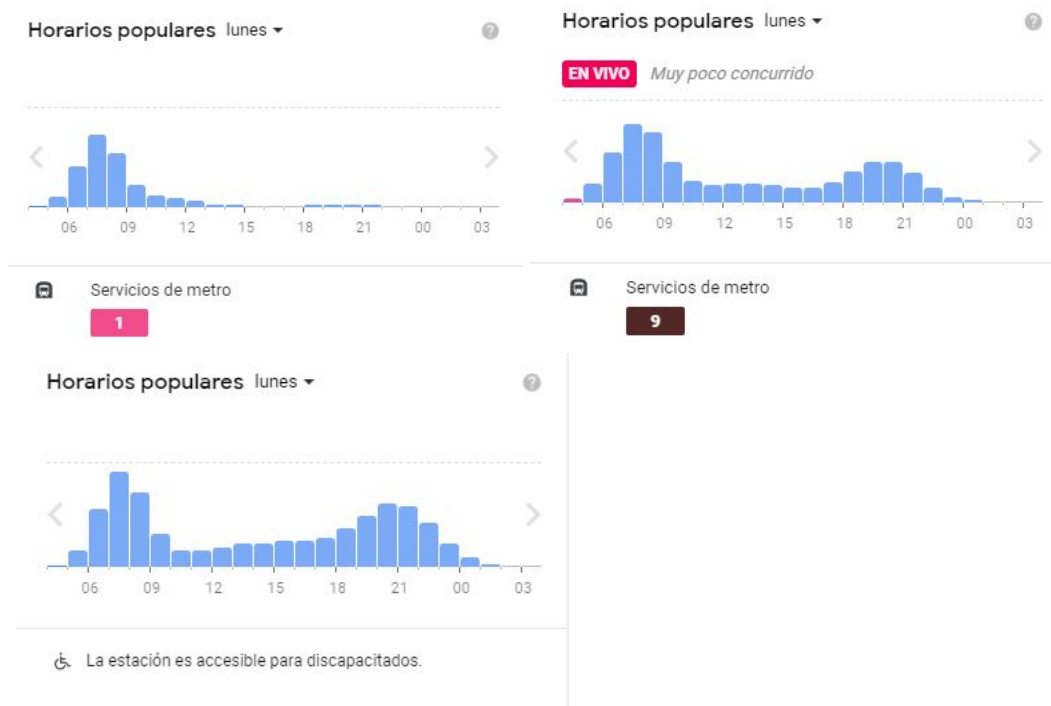 Horarios populares lunes
06 09 12 15 18 21 00 03
Servicios de metro
1
Horarios populares lunes
EN VIVO Muy poco concurrido
06 09 12 15 18 21 00 03
Servicios de metro
9
Horarios populares lunes
06 09 12 15 18 21 00 03
La estación es accesible para discapacitados.